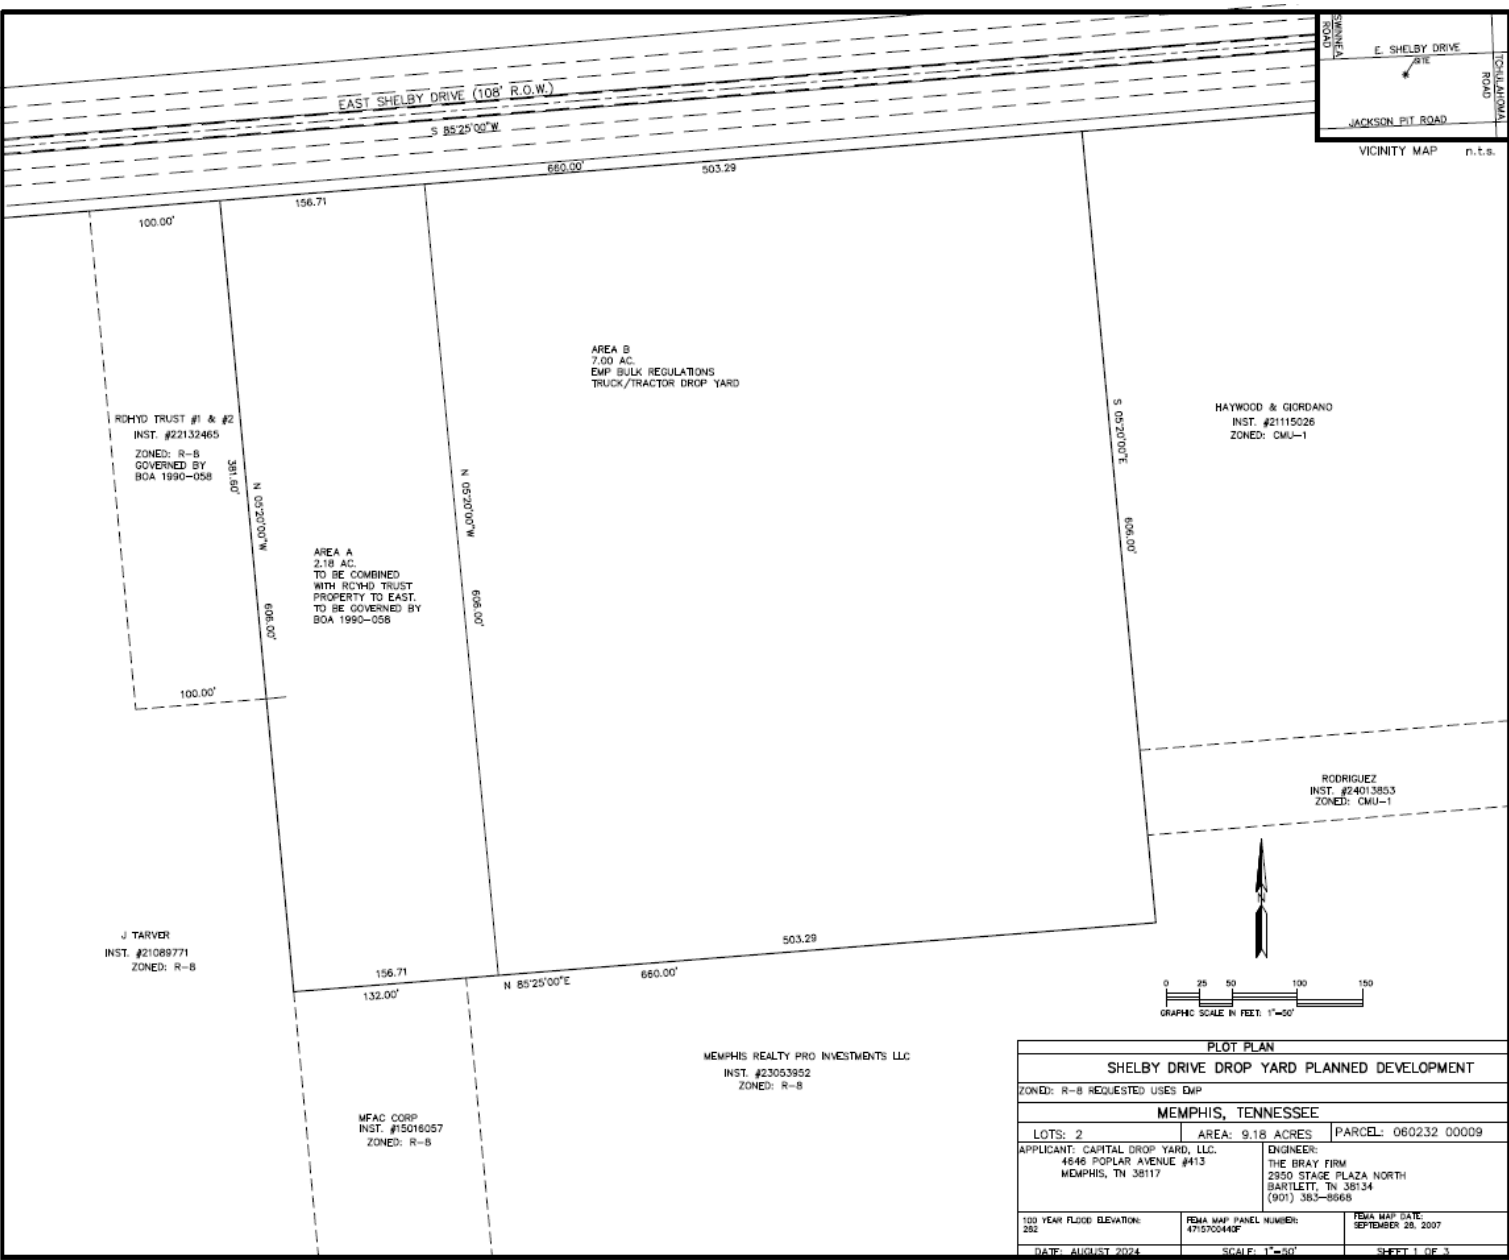 EAST SHELBY DRIVE (108' R.O.W.)
S 85°25'00"W
SWINNEA
ROAD
E. SHELBY DRIVE
SITE
TCHULAHOMA
ROAD
JACKSON PIT ROAD
VICINITY MAP n.t.s.
660.00'
503.29
156.71
100.00'
AREA B
7.00 AC.
EMP BULK REGULATIONS
TRUCK/TRACTOR DROP YARD
RDHYD TRUST #1 & #2
INST. #22132465
ZONED: R-8
GOVERNED BY
BOA 1990-058
381.60'
N 05°20'00"W
606.00'
AREA A
2.18 AC.
TO BE COMBINED
WITH RCYHD TRUST
PROPERTY TO EAST.
TO BE GOVERNED BY
BOA 1990-058
N 05°20'00"W
606.00'
S 05°20'00"E
606.00'
HAYWOOD & GIORDANO
INST. #21115026
ZONED: CMU-1
100.00'
RODRIGUEZ
INST. #24013853
ZONED: CMU-1
J TARVER
INST. #21089771
ZONED: R-8
156.71
132.00'
N 85°25'00"E
660.00'
503.29
N
0 25 50 100 150
GRAPHIC SCALE IN FEET: 1"=50'
MEMPHIS REALTY PRO INVESTMENTS LLC
INST. #23053952
ZONED: R-8
MFAC CORP
INST. #15016057
ZONED: R-8
PLOT PLAN
SHELBY DRIVE DROP YARD PLANNED DEVELOPMENT
ZONED: R-8 REQUESTED USES EMP
MEMPHIS, TENNESSEE
LOTS: 2 AREA: 9.18 ACRES PARCEL: 060232 00009
APPLICANT: CAPITAL DROP YARD, LLC.
4646 POPLAR AVENUE #413
MEMPHIS, TN 38117
ENGINEER:
THE BRAY FIRM
2950 STAGE PLAZA NORTH
BARTLETT, TN 38134
(901) 383-8668
100 YEAR FLOOD ELEVATION:
282
FEMA MAP PANEL NUMBER:
47157C0440F
FEMA MAP DATE:
SEPTEMBER 28, 2007
DATE: AUGUST 2024 SCALE: 1"=50' SHEET 1 OF 3